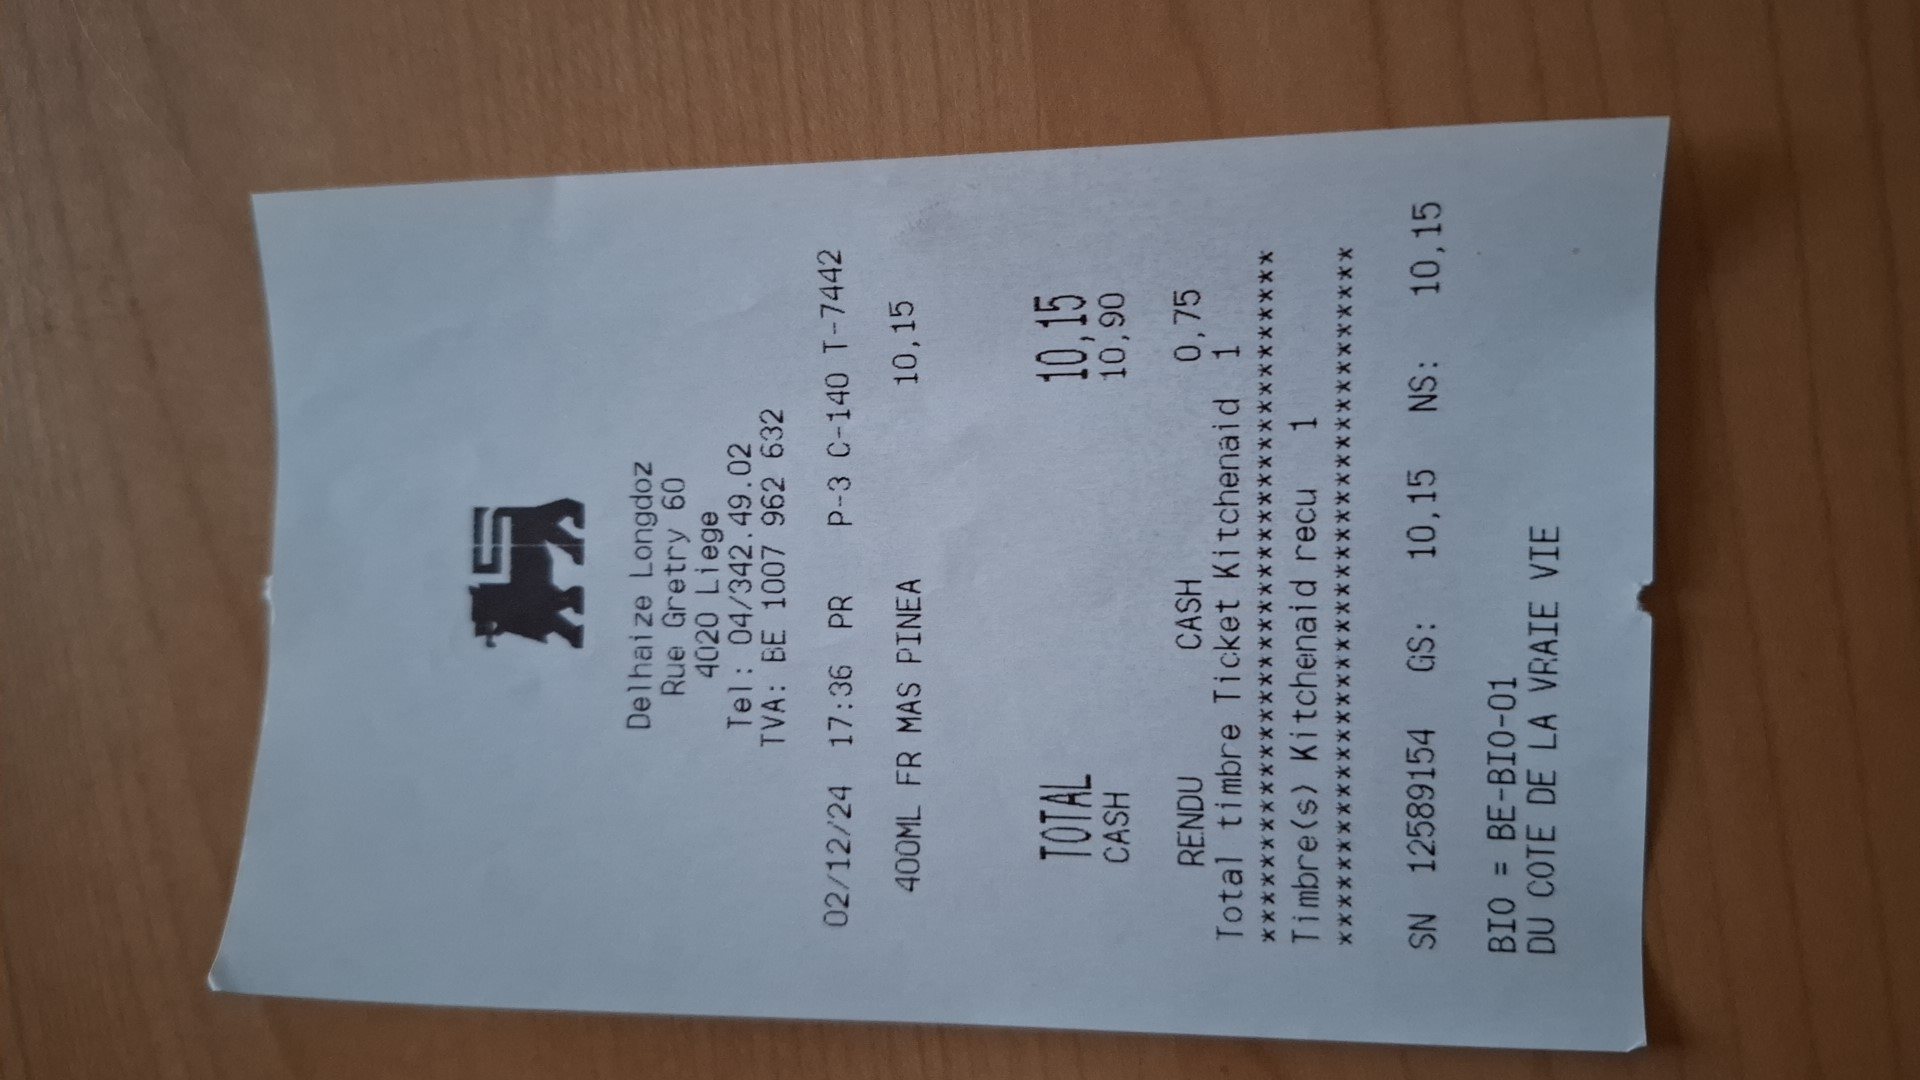 Delhaize Longdoz
Rue Gretry 60
4020 Liege
Tel: 04/342.49.02
TVA: BE 1007 962 632
02/12/24 17:36 PR P-3 C-140 T-7442
400ML FR MAS PINEA 10,15
TOTAL 10,15
CASH 10,90
RENDU CASH 0,75
Total timbre Ticket Kitchenaid 1
****************************************
Timbre(s) Kitchenaid recu 1
****************************************
SN 12589154 GS: 10,15 NS: 10,15
BIO = BE-BIO-01
DU COTE DE LA VRAIE VIE